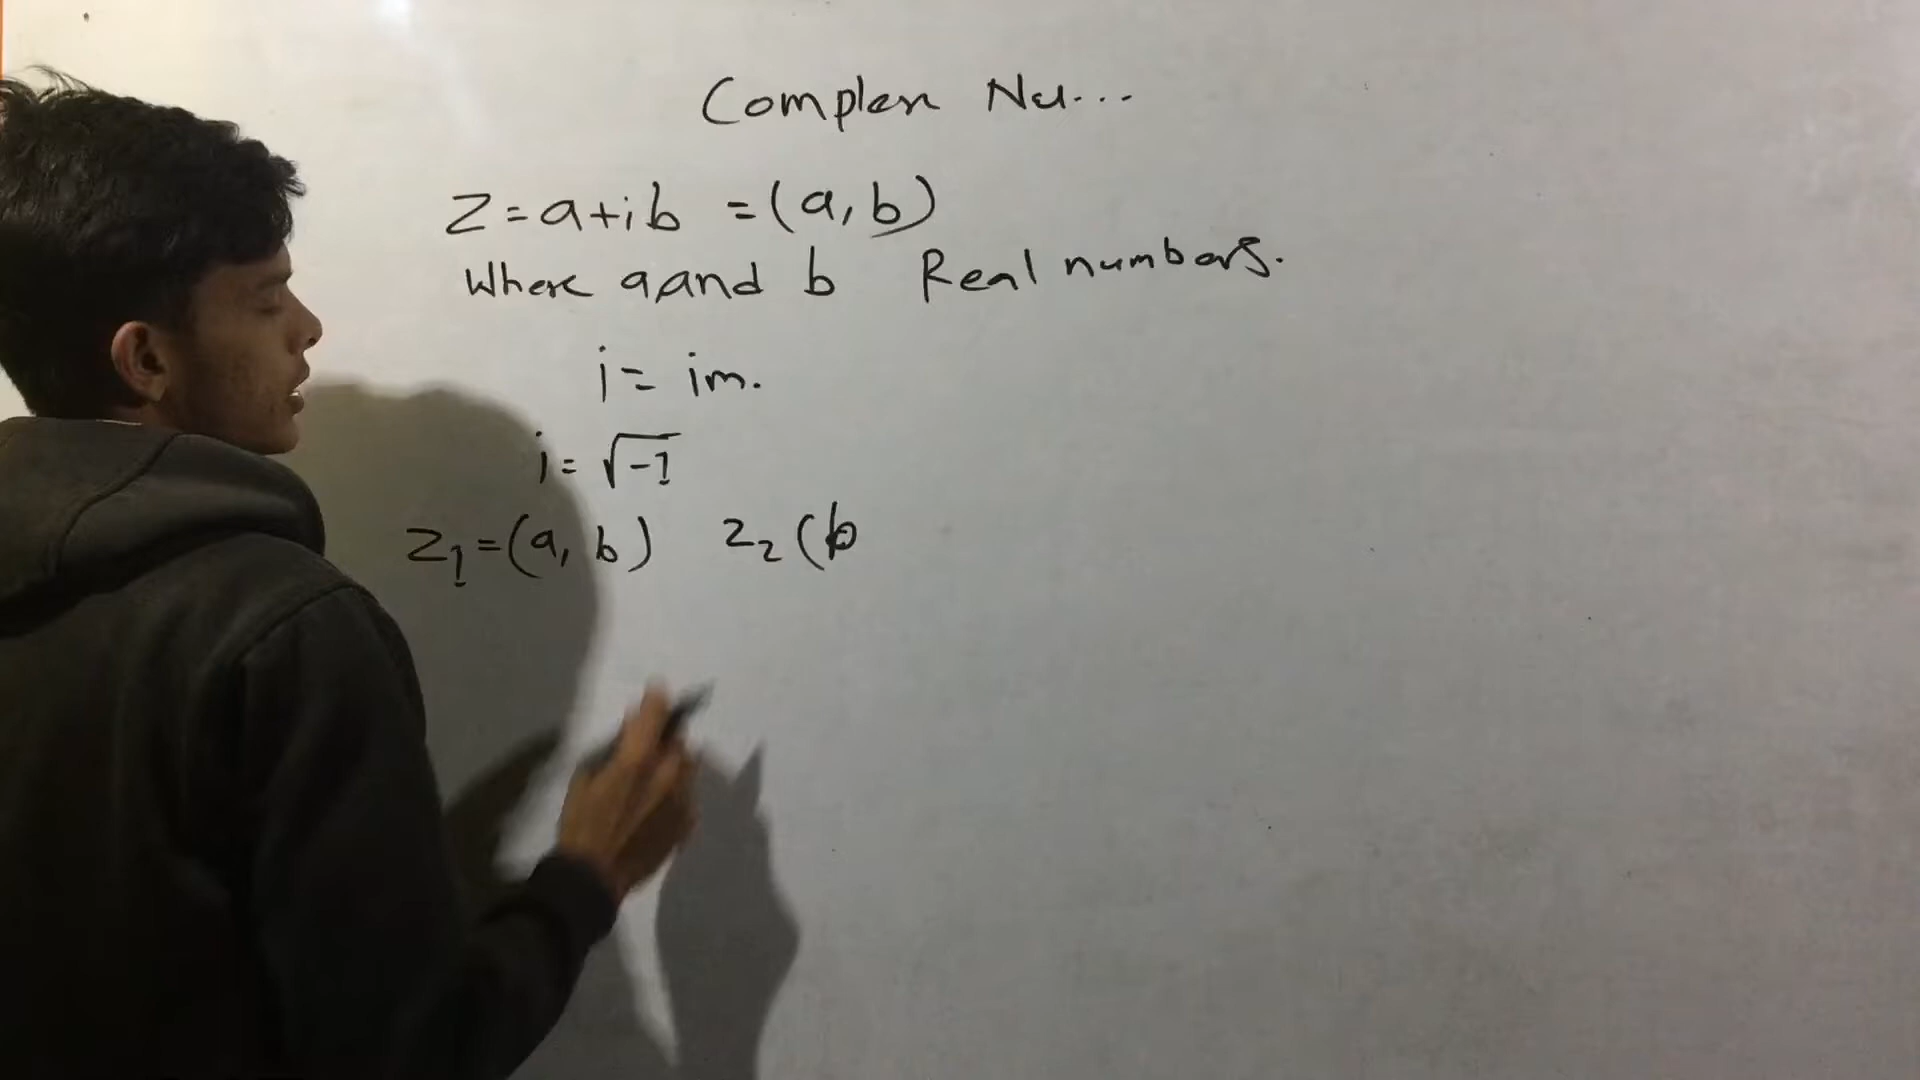 Complex Nu...
Z = a+ib = (a, b)
Where a and b Real numbers.
i = im.
i = √-1
Z₁ = (a, b) Z₂ (b